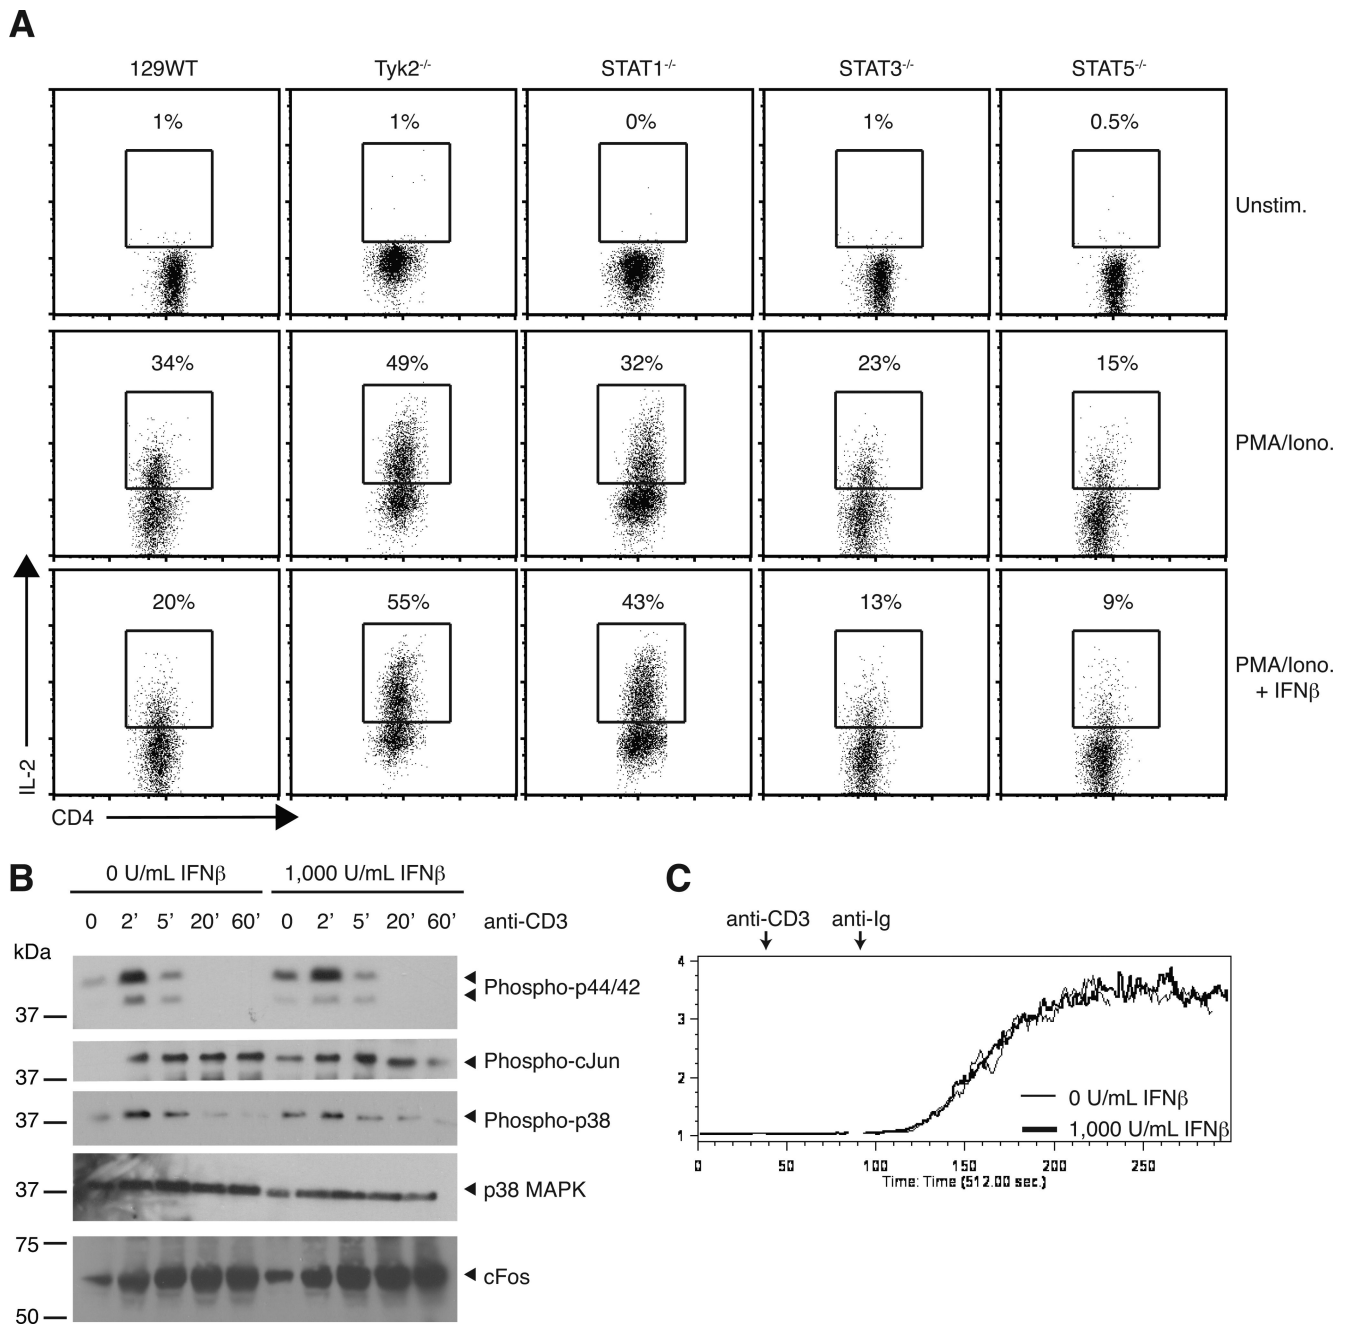 A
129WT Tyk2-/- STAT1-/- STAT3-/- STAT5-/-
1% 1% 0% 1% 0.5%
Unstim.
34% 49% 32% 23% 15%
PMA/Iono.
20% 55% 43% 13% 9%
PMA/Iono.
+ IFNβ
IL-2
CD4
B
0 U/mL IFNβ 1,000 U/mL IFNβ
0 2’ 5’ 20’ 60’ 0 2’ 5’ 20’ 60’ anti-CD3
kDa
Phospho-p44/42
37
Phospho-cJun
37
Phospho-p38
37
p38 MAPK
37
75
cFos
50
C
anti-CD3 anti-Ig
4
3
2
1
0 U/mL IFNβ
1,000 U/mL IFNβ
0 50 100 150 200 250
Time: Time (512.00 sec.)